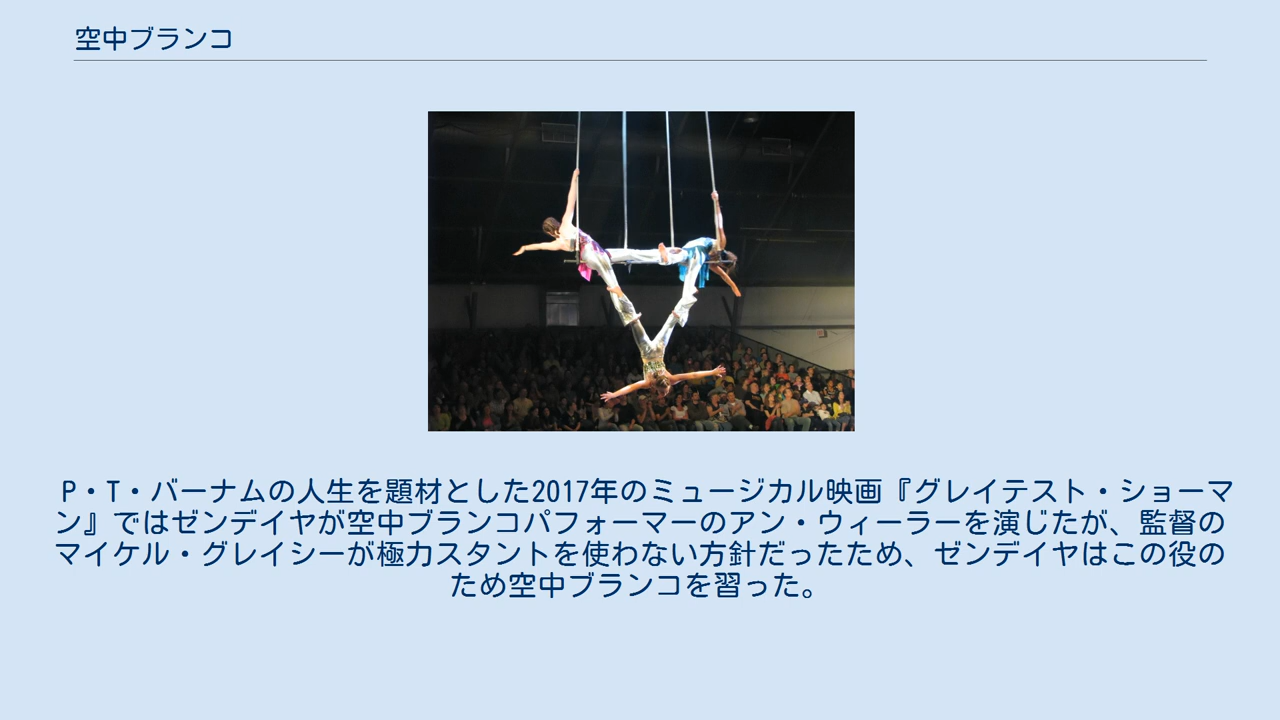 空中ブランコ
P・T・バーナムの人生を題材とした2017年のミュージカル映画『グレイテスト・ショーマ
ン』ではゼンデイヤが空中ブランコパフォーマーのアン・ウィーラーを演じたが、監督の
マイケル・グレイシーが極力スタントを使わない方針だったため、ゼンデイヤはこの役の
ため空中ブランコを習った。